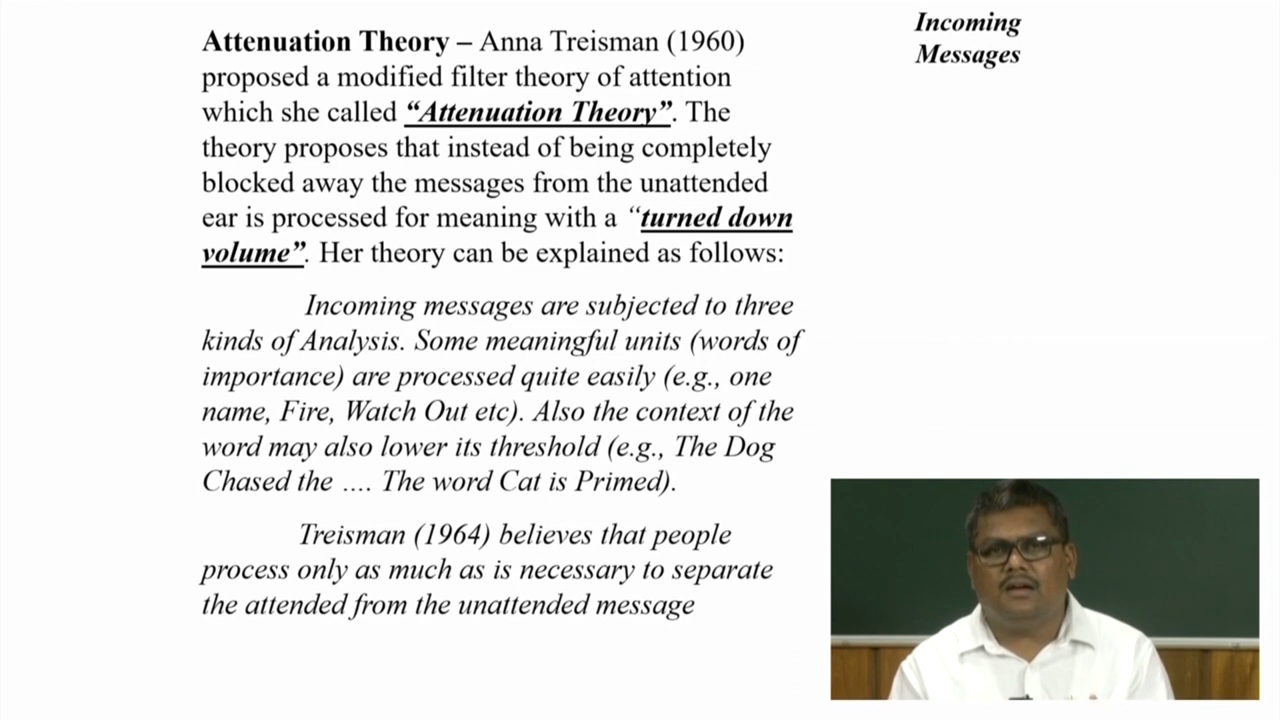 Attenuation Theory – Anna Treisman (1960)
proposed a modified filter theory of attention
which she called “Attenuation Theory”. The
theory proposes that instead of being completely
blocked away the messages from the unattended
ear is processed for meaning with a “turned down
volume”. Her theory can be explained as follows:
Incoming messages are subjected to three
kinds of Analysis. Some meaningful units (words of
importance) are processed quite easily (e.g., one
name, Fire, Watch Out etc). Also the context of the
word may also lower its threshold (e.g., The Dog
Chased the .... The word Cat is Primed).
Treisman (1964) believes that people
process only as much as is necessary to separate
the attended from the unattended message
Incoming
Messages